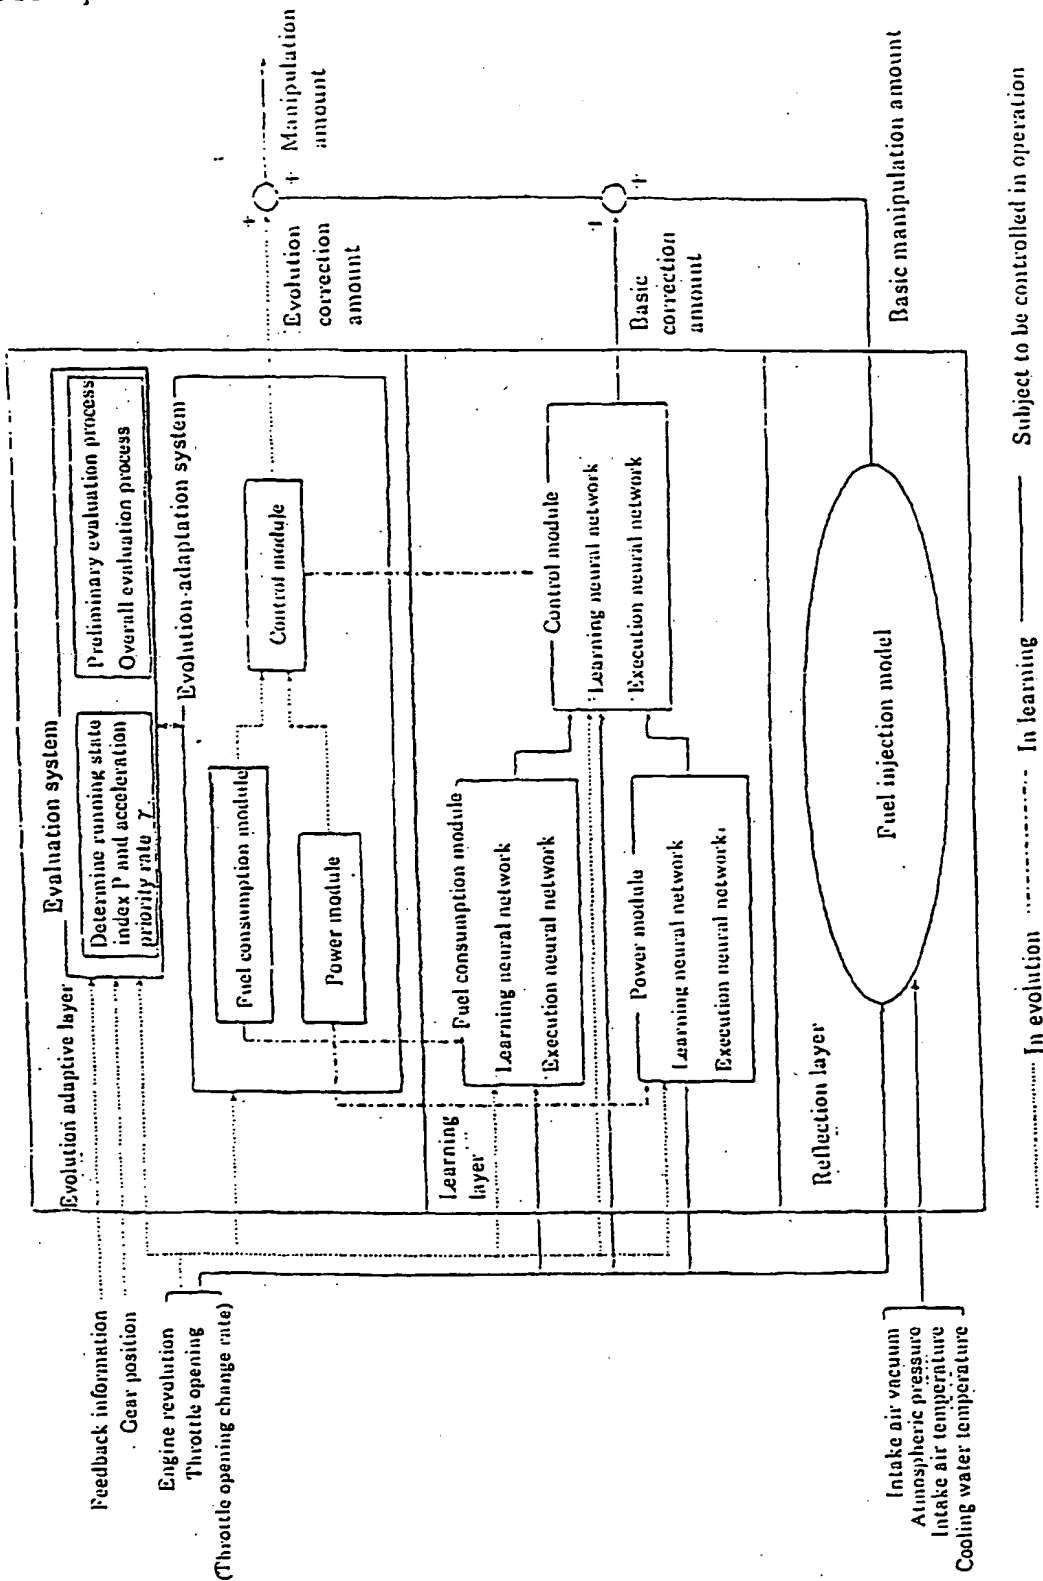 Feedback information
Gear position
Engine revolution
Throttle opening
(Throttle opening change rate)
Intake air vacuum
Atmospheric pressure
Intake air temperature
Cooling water temperature
Evolution adaptive layer
Evaluation system
Determine running state
index P and acceleration
priority rate γ
Preliminary evaluation process
Overall evaluation process
Evolution-adaptation system
Fuel consumption module
Power module
Control module
Learning
layer
Fuel consumption module
Learning neural network
Execution neural network
Power module
Learning neural network
Execution neural network
Control module
Learning neural network
Execution neural network
Reflection layer
Fuel injection model
+
+
Manipulation
amount
Evolution
correction
amount
+
+
Basic
correction
amount
Basic manipulation amount
In evolution
In learning
Subject to be controlled in operation